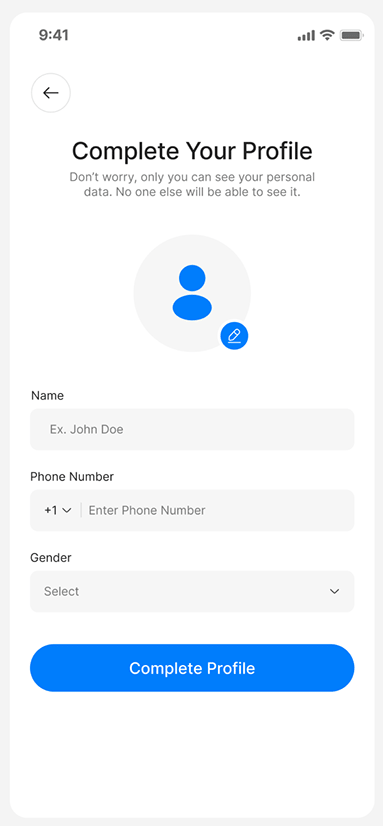 9:41
Complete Your Profile
Don't worry, only you can see your personal
data. No one else will be able to see it.
Name
Ex. John Doe
Phone Number
+1 Enter Phone Number
Gender
Select
Complete Profile